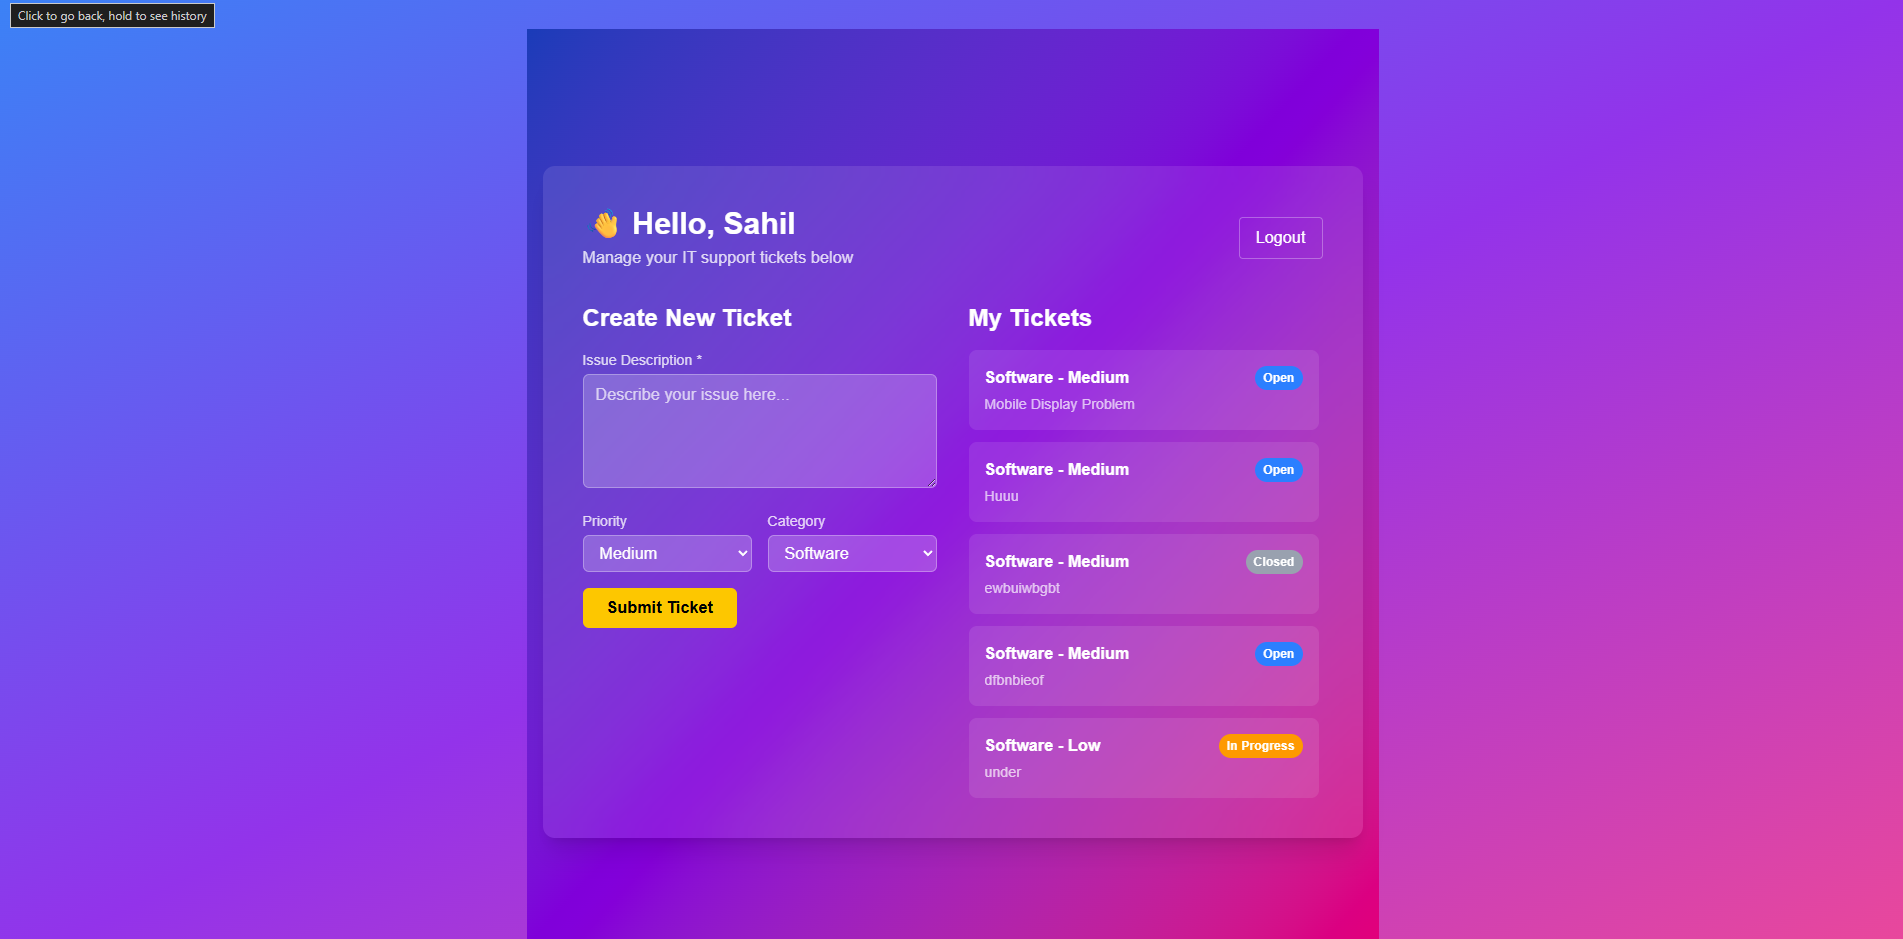 Click to go back, hold to see history
👋 Hello, Sahil
Manage your IT support tickets below
Logout
Create New Ticket
Issue Description *
Describe your issue here...
Priority
Category
Medium
Software
Submit Ticket
My Tickets
Software - Medium
Open
Mobile Display Problem
Software - Medium
Open
Huuu
Software - Medium
Closed
ewbuiwbgbt
Software - Medium
Open
dfbnbieof
Software - Low
In Progress
under